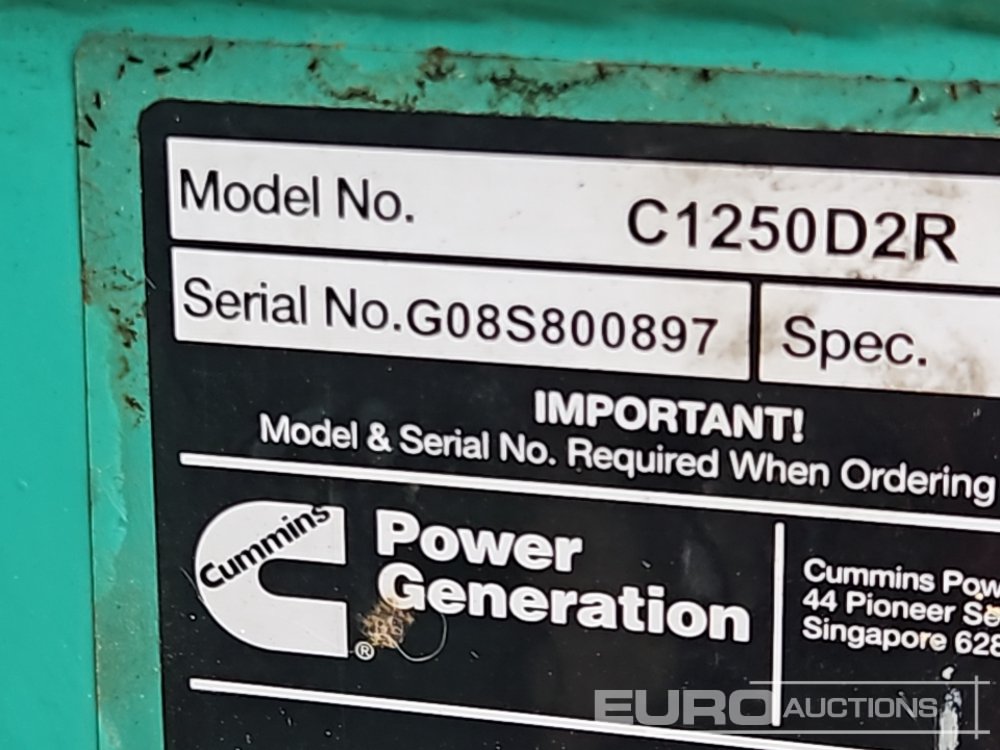 Model No. C1250D2R
Serial No. G08S800897 Spec.
IMPORTANT!
Model & Serial No. Required When Ordering
Cummins
Power
Generation
®
Cummins Pow
44 Pioneer Se
Singapore 628
EURO AUCTIONS